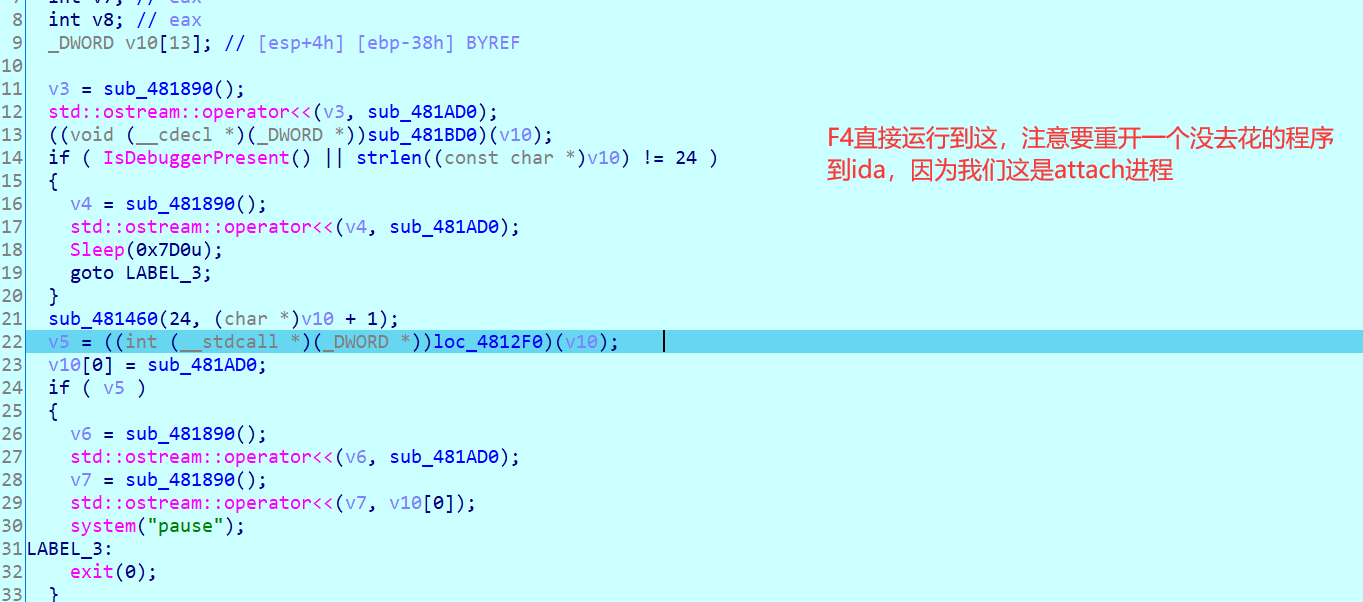 int v7; // eax
8 int v8; // eax
9 _DWORD v10[13]; // [esp+4h] [ebp-38h] BYREF
10
11 v3 = sub_481890();
12 std::ostream::operator<<(v3, sub_481AD0);
13 ((void (__cdecl *)(_DWORD *))sub_481BD0)(v10);
14 if ( IsDebuggerPresent() || strlen((const char *)v10) != 24 )
15 {
16 v4 = sub_481890();
17 std::ostream::operator<<(v4, sub_481AD0);
18 Sleep(0x7D0u);
19 goto LABEL_3;
20 }
21 sub_481460(24, (char *)v10 + 1);
22 v5 = ((int (__stdcall *)(_DWORD *))loc_4812F0)(v10);
23 v10[0] = sub_481AD0;
24 if ( v5 )
25 {
26 v6 = sub_481890();
27 std::ostream::operator<<(v6, sub_481AD0);
28 v7 = sub_481890();
29 std::ostream::operator<<(v7, v10[0]);
30 system("pause");
31 LABEL_3:
32 exit(0);
33 }
F4直接运行到这，注意要重开一个没去花的程序
到ida，因为我们这是attach进程